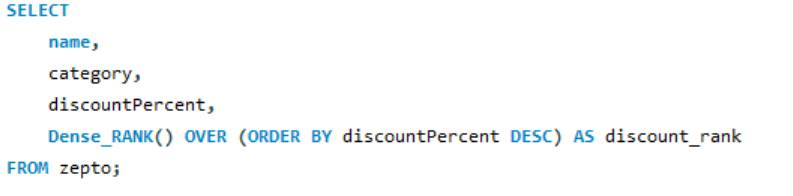 SELECT
    name,
    category,
    discountPercent,
    Dense_RANK() OVER (ORDER BY discountPercent DESC) AS discount_rank
FROM zepto;